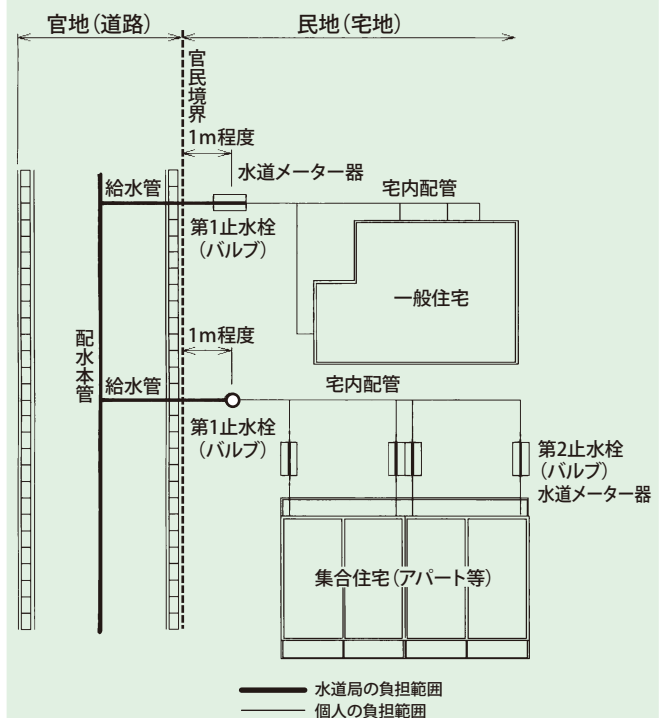 官地（道路）
民地（宅地）
官民境界
1m程度
水道メーター器
給水管
宅内配管
第1止水栓
（バルブ）
一般住宅
配水本管
1m程度
宅内配管
給水管
第1止水栓
（バルブ）
第2止水栓
（バルブ）
水道メーター器
集合住宅（アパート等）
水道局の負担範囲
個人の負担範囲